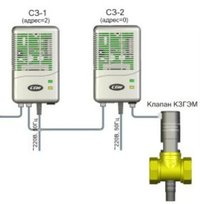 СЗ-1
(адрес=2)
СЗ-2
(адрес=0)
Клапан КЗГЭМ
~220В, 50Гц
~220В, 50Гц